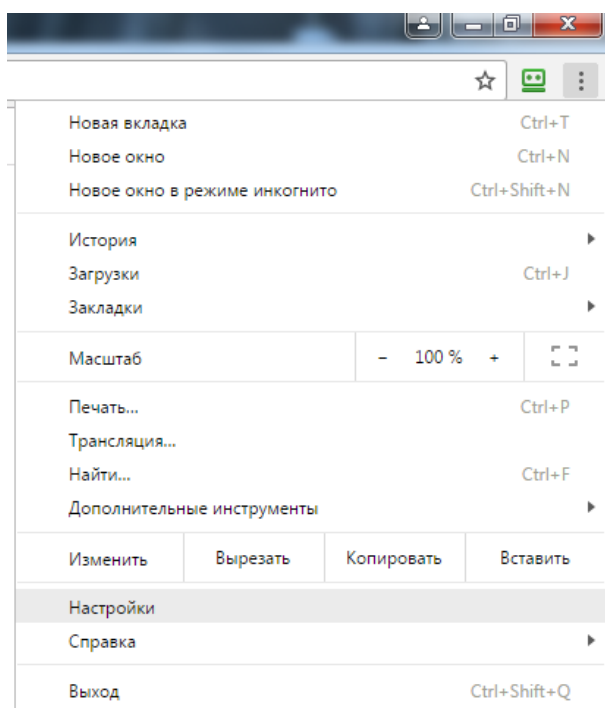 Новая вкладка Ctrl+T
Новое окно Ctrl+N
Новое окно в режиме инкогнито Ctrl+Shift+N
История
Загрузки Ctrl+J
Закладки
Масштаб - 100 % +
Печать... Ctrl+P
Трансляция...
Найти... Ctrl+F
Дополнительные инструменты
Изменить Вырезать Копировать Вставить
Настройки
Справка
Выход Ctrl+Shift+Q